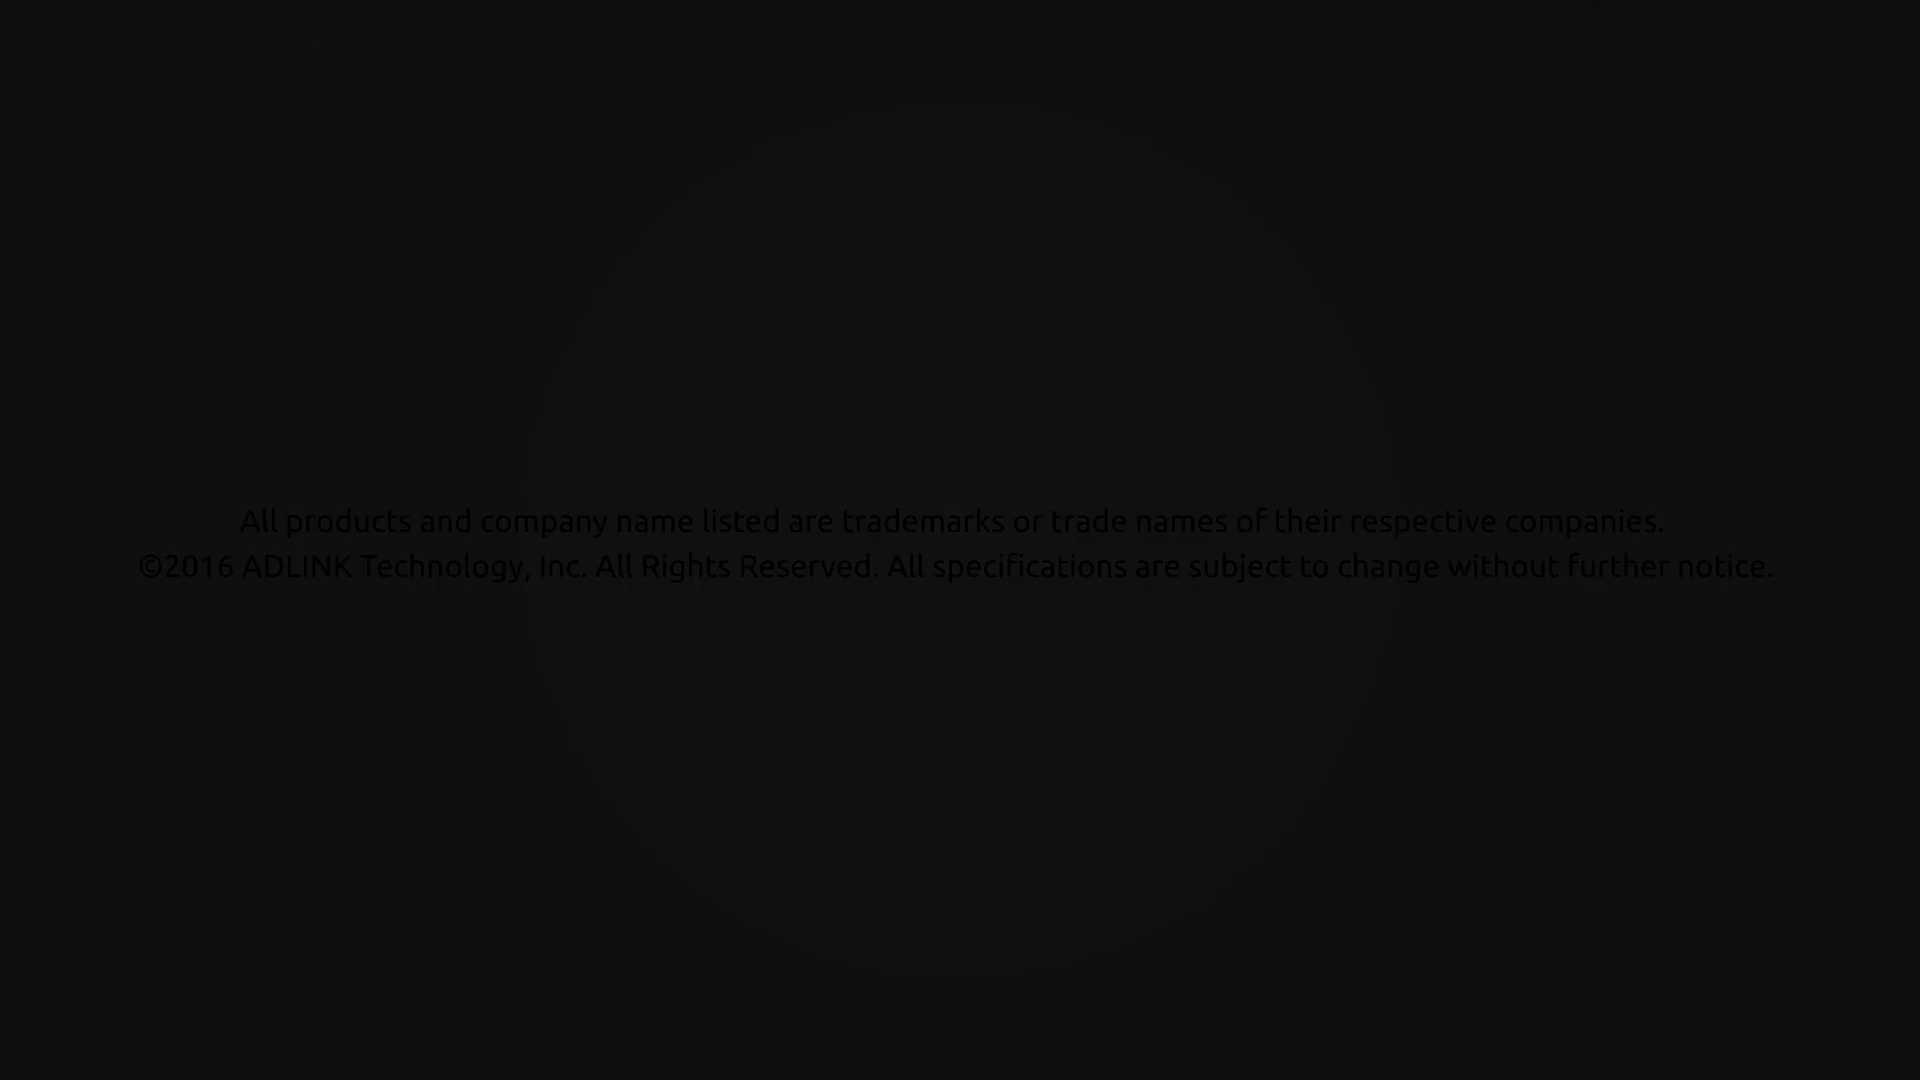 All products and company name listed are trademarks or trade names of their respective companies.
©2016 ADLINK Technology, Inc. All Rights Reserved. All specifications are subject to change without further notice.